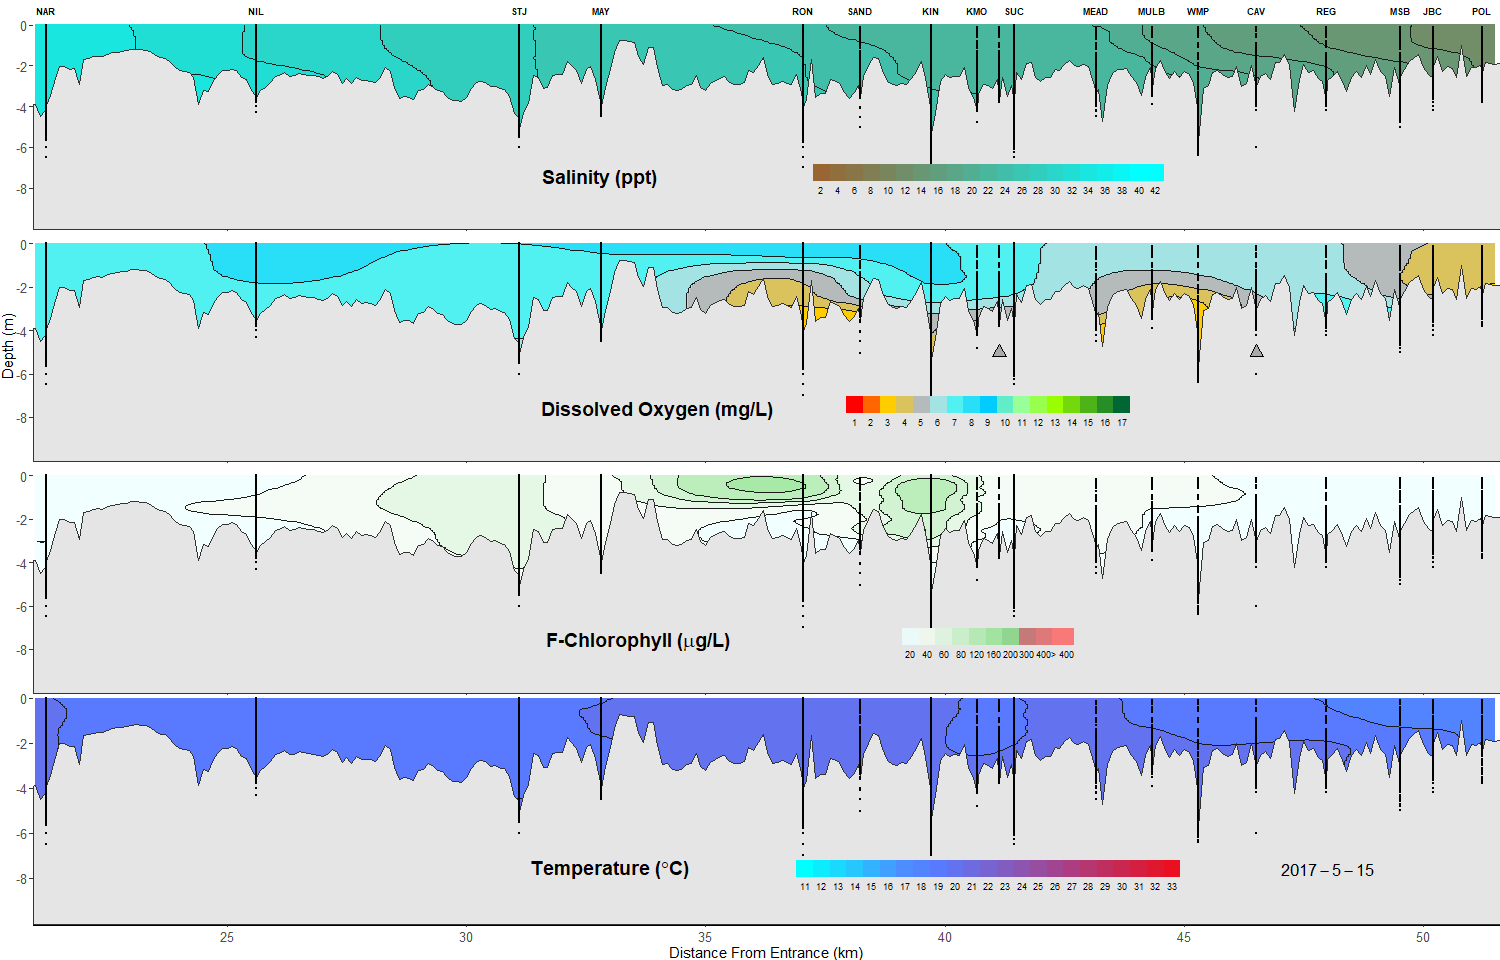 NAR NIL STJ MAY RON SAND KIN KMO SUC MEAD MULB WMP CAV REG MSB JBC POL
0
-2
-4
-6
-8
Salinity (ppt)
2 4 6 8 10 12 14 16 18 20 22 24 26 28 30 32 34 36 38 40 42
0
-2
-4
-6
-8
Depth (m)
Dissolved Oxygen (mg/L)
1 2 3 4 5 6 7 8 9 10 11 12 13 14 15 16 17
0
-2
-4
-6
-8
F-Chlorophyll (μg/L)
20 40 60 80 120 160 200 300 400> 400
0
-2
-4
-6
-8
Temperature (°C)
11 12 13 14 15 16 17 18 19 20 21 22 23 24 25 26 27 28 29 30 31 32 33
2017 – 5 – 15
25 30 35 40 45 50
Distance From Entrance (km)